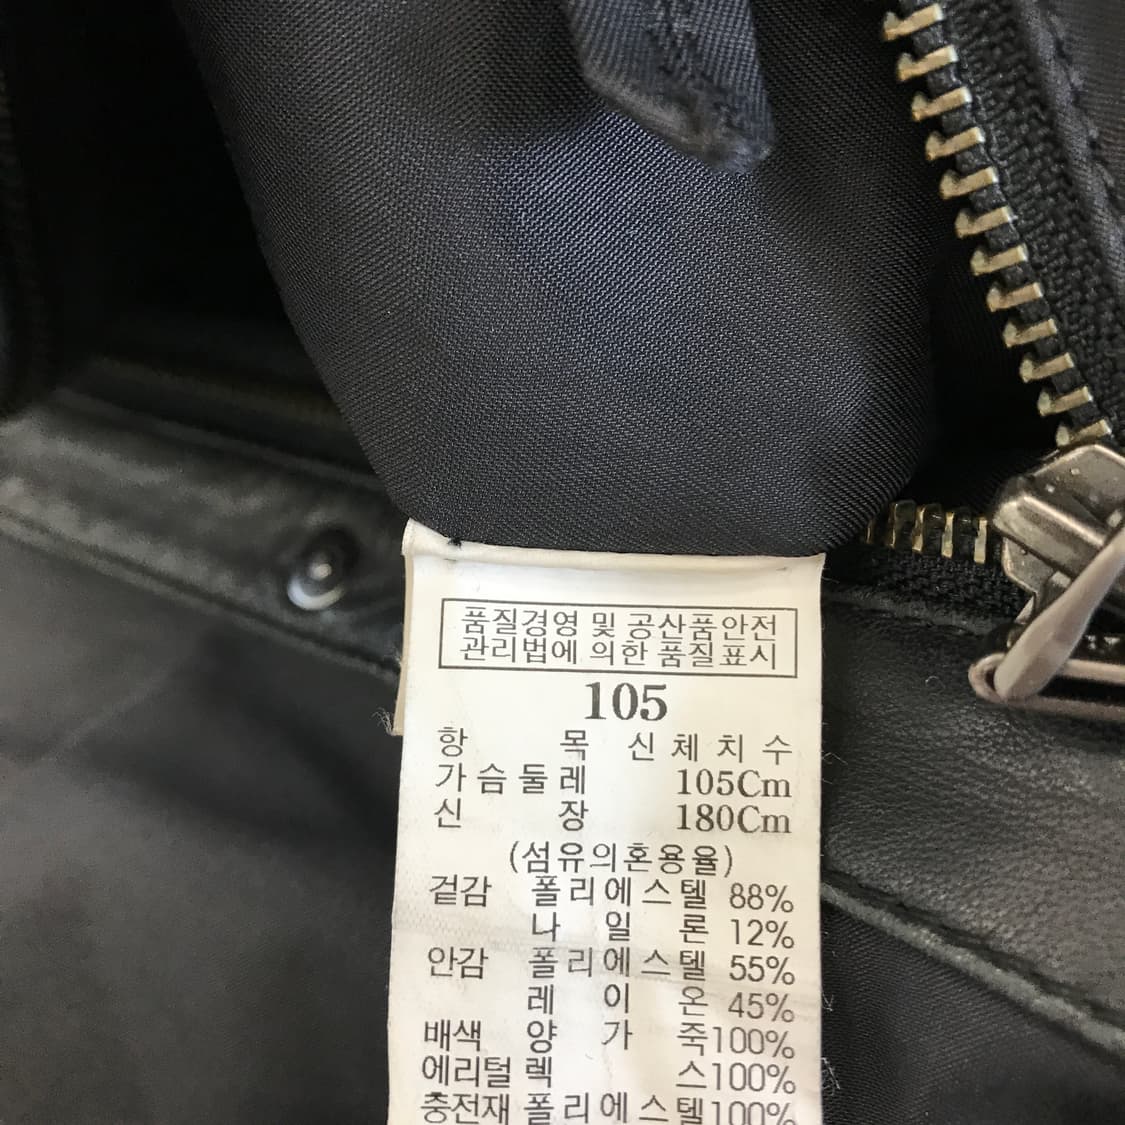 품질경영 및 공산품안전
관리법에 의한 품질표시
105
항 목 신체치수
가슴둘레 105Cm
신 장 180Cm
(섬유의혼용율)
겉감 폴리에스텔 88%
나일론 12%
안감 폴리에스텔 55%
레이온 45%
배색 양가죽100%
에리털 렉스100%
충전재 폴리에스텔100%